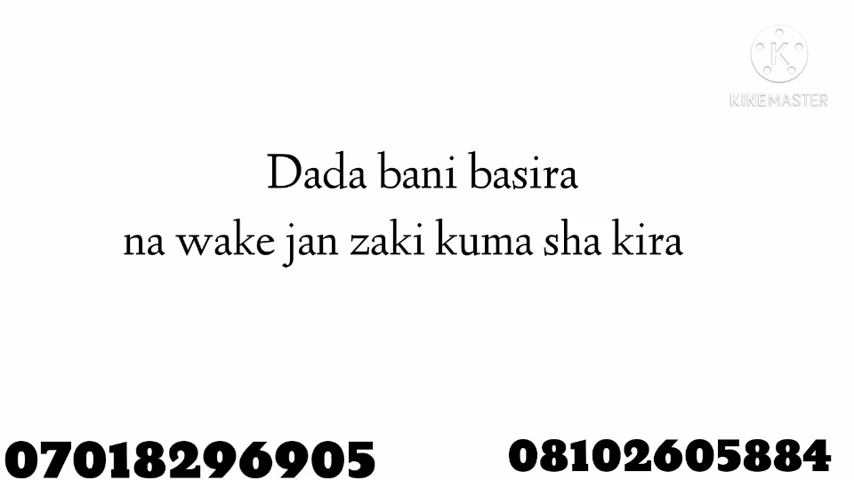 KINEMASTER
Dada bani basira
na wake jan zaki kuma sha kira
07018296905
08102605884